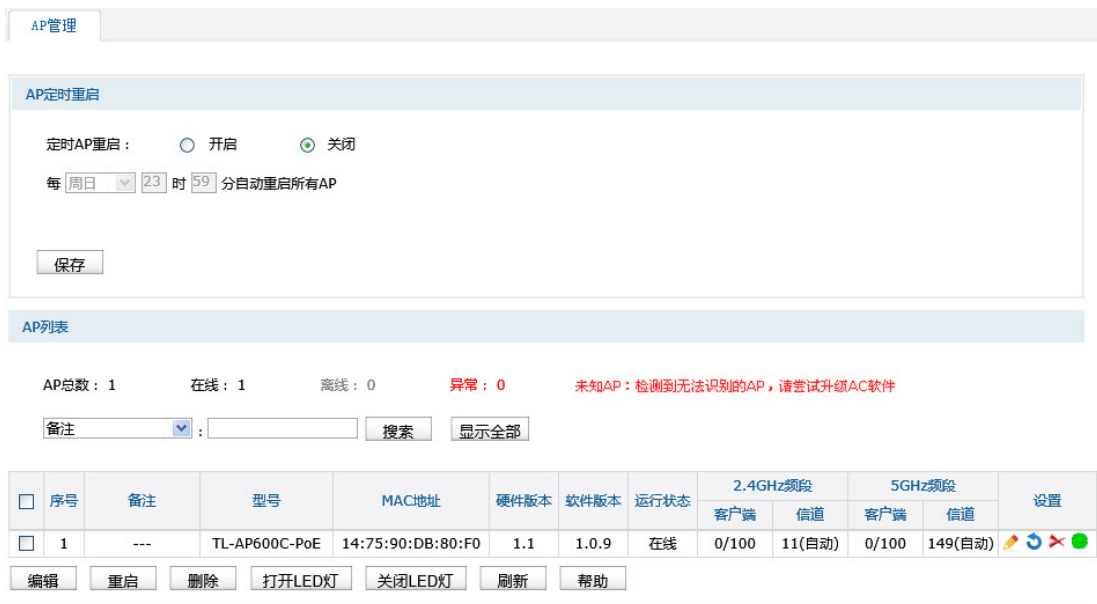 AP管理
AP定时重启
定时AP重启： 开启 关闭
每 周日 23 时 59 分自动重启所有AP
保存
AP列表
AP总数：1 在线：1 离线：0 异常：0 未知AP：检测到无法识别的AP，请尝试升级AC软件
备注 ： 搜索 显示全部
序号 备注 型号 MAC地址 硬件版本 软件版本 运行状态 2.4GHz频段 5GHz频段 设置
客户端 信道 客户端 信道
1 --- TL-AP600C-PoE 14:75:90:DB:80:F0 1.1 1.0.9 在线 0/100 11(自动) 0/100 149(自动)
编辑 重启 删除 打开LED灯 关闭LED灯 刷新 帮助